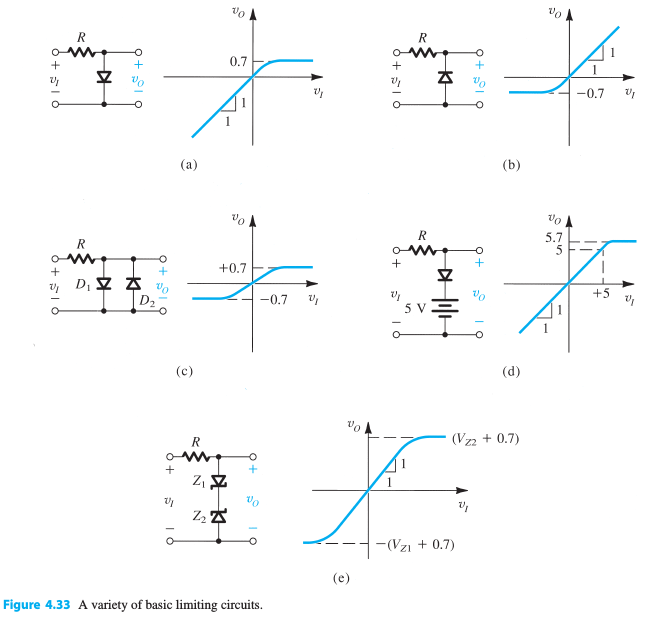 R
+
v_I
−
+
v_O
−
v_O
0.7
1
1
v_I
(a)
R
+
v_I
−
+
v_O
−
v_O
1
1
−0.7
v_I
(b)
R
+
v_I
−
D_1
D_2
+
v_O
−
v_O
+0.7
−0.7
v_I
(c)
R
+
v_I
−
5 V
+
v_O
−
v_O
5.7
5
+5
1
1
v_I
(d)
R
+
v_I
−
Z_1
Z_2
+
v_O
−
v_O
(V_Z2 + 0.7)
1
1
v_I
−(V_Z1 + 0.7)
(e)
Figure 4.33 A variety of basic limiting circuits.